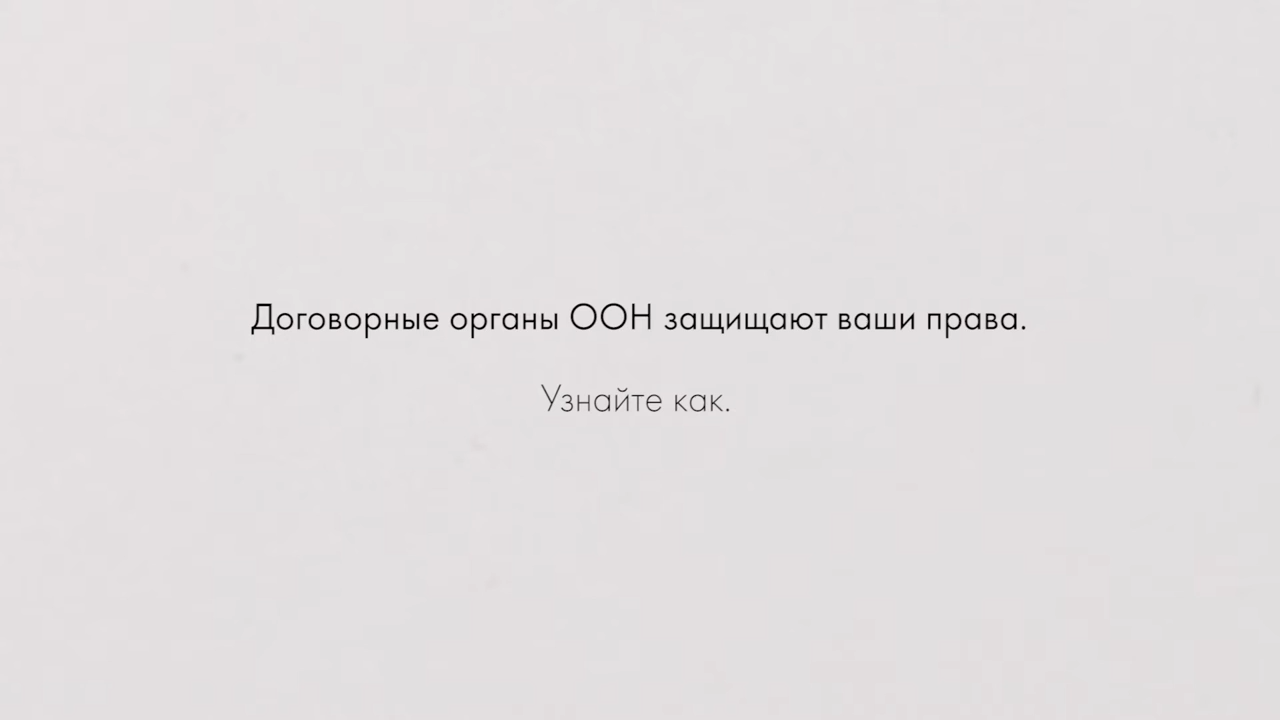 Договорные органы ООН защищают ваши права.
Узнайте как.